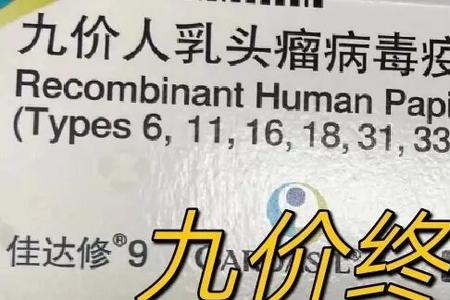 九价人乳头瘤病毒疫
Recombinant Human Papi
(Types 6, 11, 16, 18, 31, 33
佳达修®9
九价终